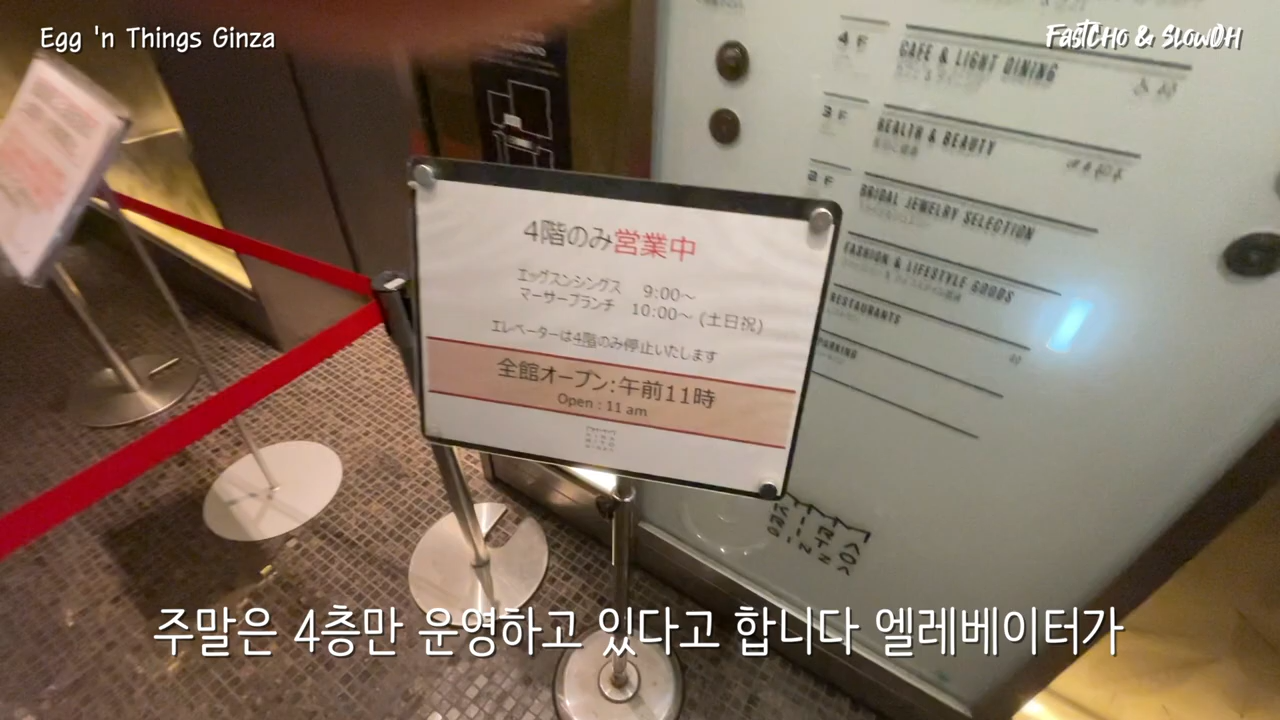 Egg 'n Things Ginza
FastCho & SlowOH
4階のみ営業中
エッグスンシングス 9:00～
マーサーブランチ 10:00～ (土日祝)
エレベーターは4階のみ停止いたします
全館オープン:午前11時
Open : 11 am
4F CAFE & LIGHT DINING
3F HEALTH & BEAUTY
2F BRIDAL JEWELRY SELECTION
FASHION & LIFESTYLE GOODS
RESTAURANTS
PARKING
주말은 4층만 운영하고 있다고 합니다 엘레베이터가